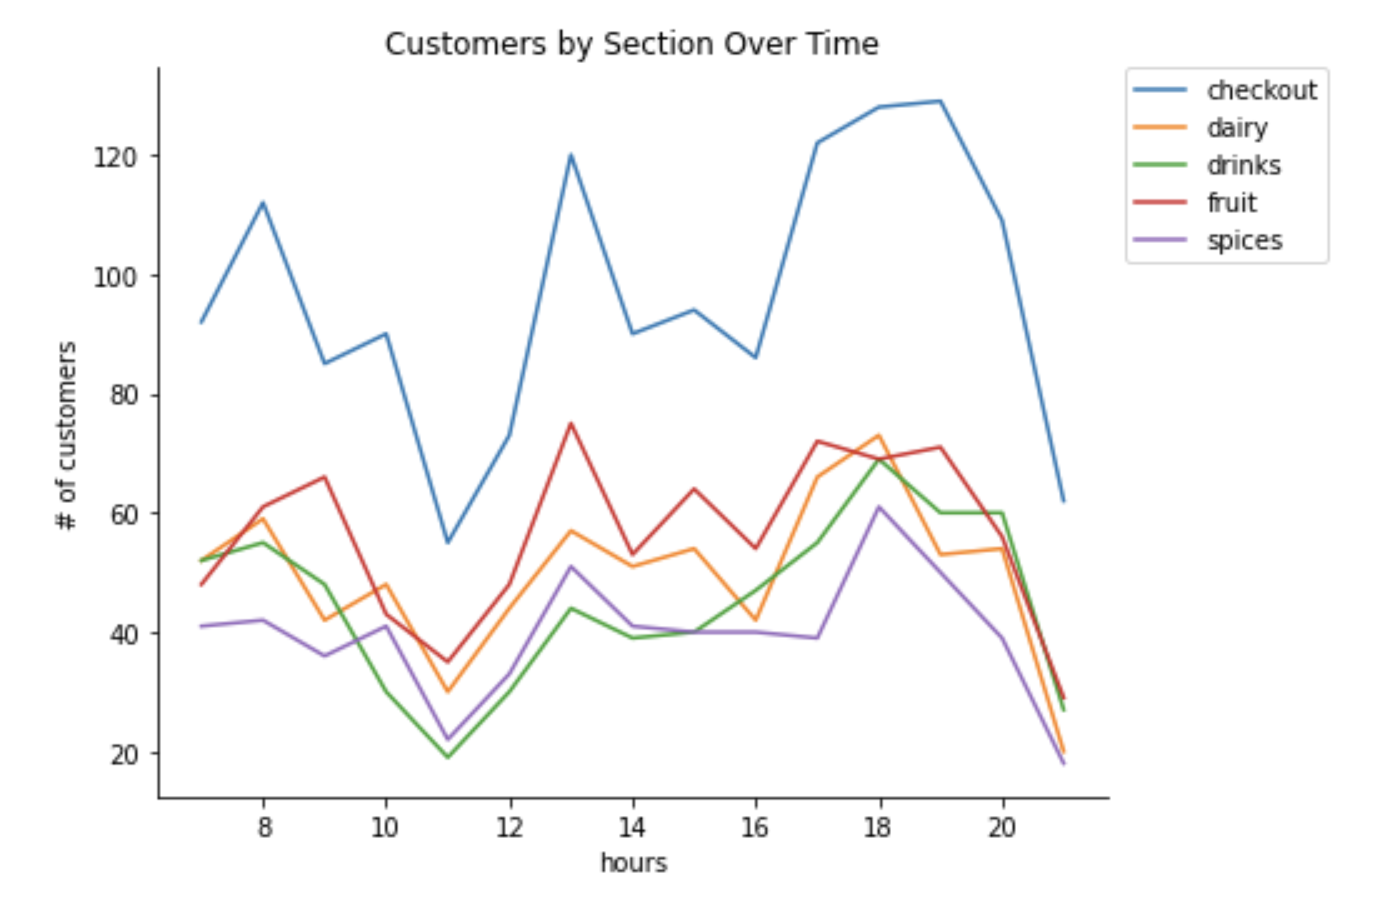 Customers by Section Over Time
checkout
dairy
drinks
fruit
spices
# of customers
120
100
80
60
40
20
8 10 12 14 16 18 20
hours